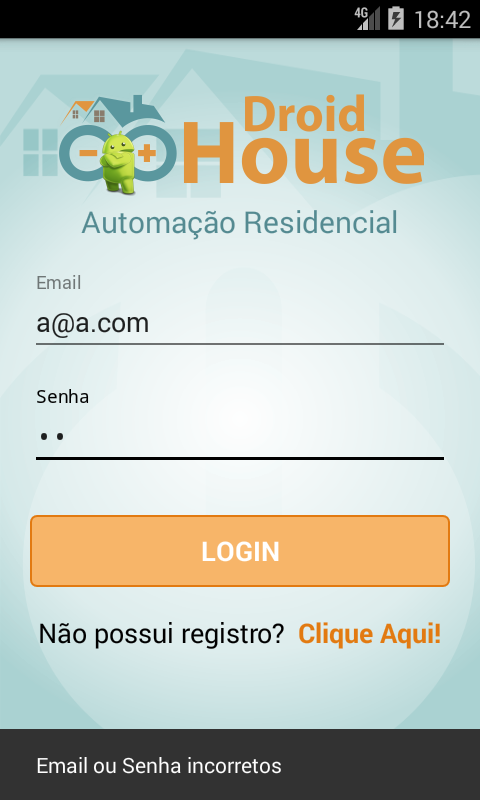 4G 18:42
Droid
House
Automação Residencial
Email
a@a.com
Senha
••
LOGIN
Não possui registro? Clique Aqui!
Email ou Senha incorretos